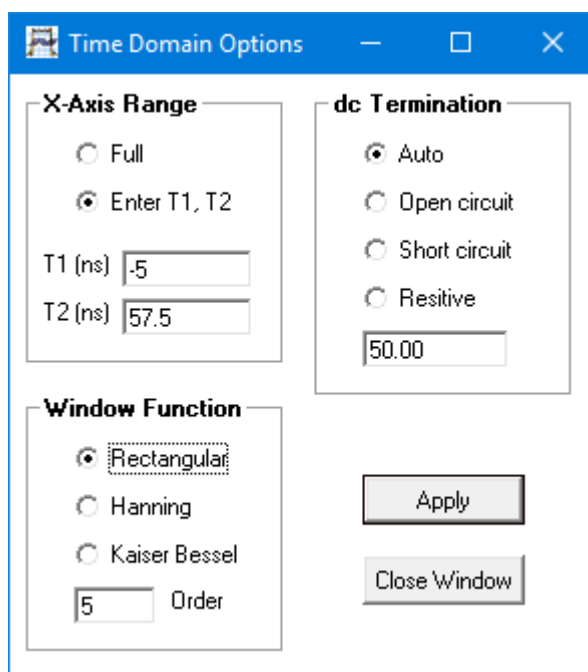 Time Domain Options
X-Axis Range
Full
Enter T1, T2
T1 (ns) -5
T2 (ns) 57.5
dc Termination
Auto
Open circuit
Short circuit
Resitive
50.00
Window Function
Rectangular
Hanning
Kaiser Bessel
5 Order
Apply
Close Window